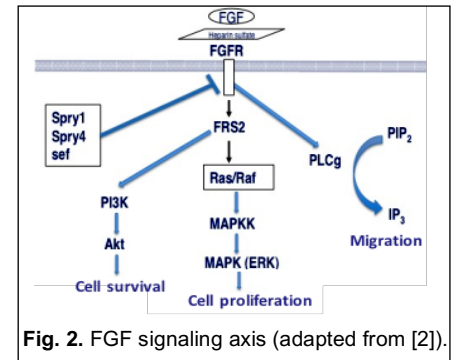 FGF
Heparin sulfate
FGFR
Spry1
Spry4
sef
FRS2
PLCg
PIP2
Ras/Raf
PI3K
IP3
MAPKK
Migration
Akt
MAPK (ERK)
Cell survival
Cell proliferation
Fig. 2. FGF signaling axis (adapted from [2]).